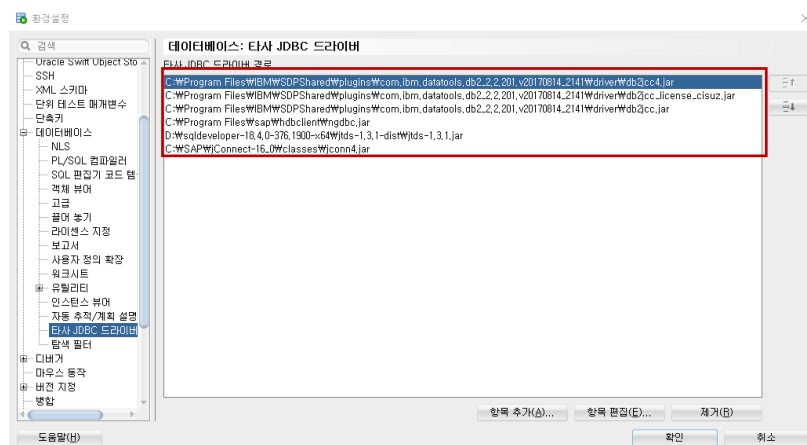 환경설정
검색
Oracle Swift Object Sto
SSH
XML 스키마
단위 테스트 매개변수
단축키
데이터베이스
NLS
PL/SQL 컴파일러
SQL 편집기 코드 템
객체 뷰어
고급
끌어 놓기
라이센스 지정
보고서
사용자 정의 확장
워크시트
유틸리티
인스턴스 뷰어
자동 추적/계획 설명
타사 JDBC 드라이버
탐색 필터
디버거
마우스 동작
버전 지정
병합
도움말(H)
데이터베이스: 타사 JDBC 드라이버
타사 JDBC 드라이버 경로
C:₩Program Files₩IBM₩SDPShared₩plugins₩com.ibm.datatools.db2_2.2.201.v20170814_2141₩driver₩db2jcc4.jar
C:₩Program Files₩IBM₩SDPShared₩plugins₩com.ibm.datatools.db2_2.2.201.v20170814_2141₩driver₩db2jcc_license_cisuz.jar
C:₩Program Files₩IBM₩SDPShared₩plugins₩com.ibm.datatools.db2_2.2.201.v20170814_2141₩driver₩db2jcc.jar
C:₩Program Files₩sap₩hdbclient₩ngdbc.jar
D:₩sqldeveloper-18.4.0-376.1900-x64₩jtds-1.3.1-dist₩jtds-1.3.1.jar
C:₩SAP₩jConnect-16_0₩classes₩jconn4.jar
항목 추가(A)... 항목 편집(E)... 제거(R)
확인 취소